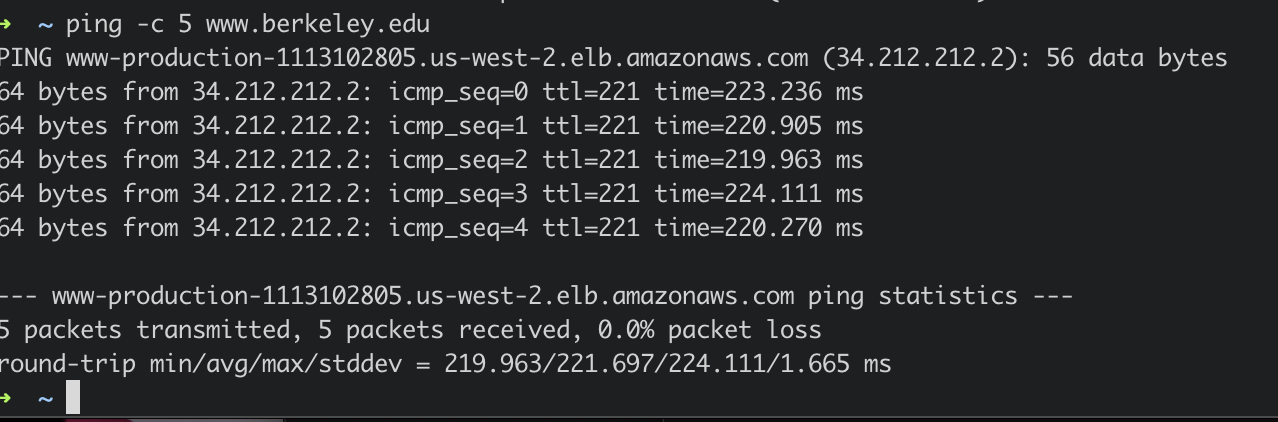 ➜ ~ ping -c 5 www.berkeley.edu
PING www-production-1113102805.us-west-2.elb.amazonaws.com (34.212.212.2): 56 data bytes
64 bytes from 34.212.212.2: icmp_seq=0 ttl=221 time=223.236 ms
64 bytes from 34.212.212.2: icmp_seq=1 ttl=221 time=220.905 ms
64 bytes from 34.212.212.2: icmp_seq=2 ttl=221 time=219.963 ms
64 bytes from 34.212.212.2: icmp_seq=3 ttl=221 time=224.111 ms
64 bytes from 34.212.212.2: icmp_seq=4 ttl=221 time=220.270 ms
--- www-production-1113102805.us-west-2.elb.amazonaws.com ping statistics ---
5 packets transmitted, 5 packets received, 0.0% packet loss
round-trip min/avg/max/stddev = 219.963/221.697/224.111/1.665 ms
➜ ~